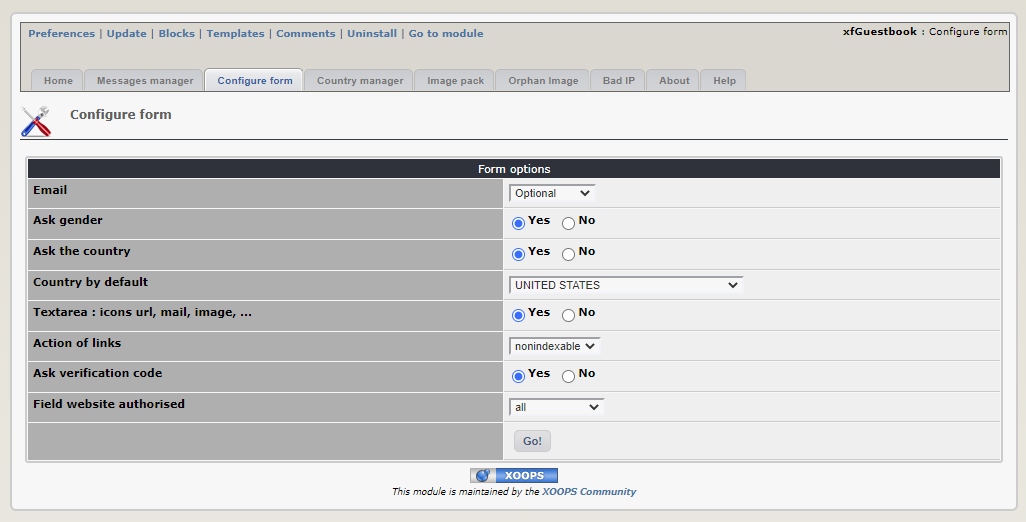 Preferences | Update | Blocks | Templates | Comments | Uninstall | Go to module
xfGuestbook : Configure form
Home Messages manager Configure form Country manager Image pack Orphan Image Bad IP About Help
Configure form
Form options
Email Optional
Ask gender Yes No
Ask the country Yes No
Country by default UNITED STATES
Textarea : icons url, mail, image, ... Yes No
Action of links nonindexable
Ask verification code Yes No
Field website authorised all
Go!
XOOPS
This module is maintained by the XOOPS Community